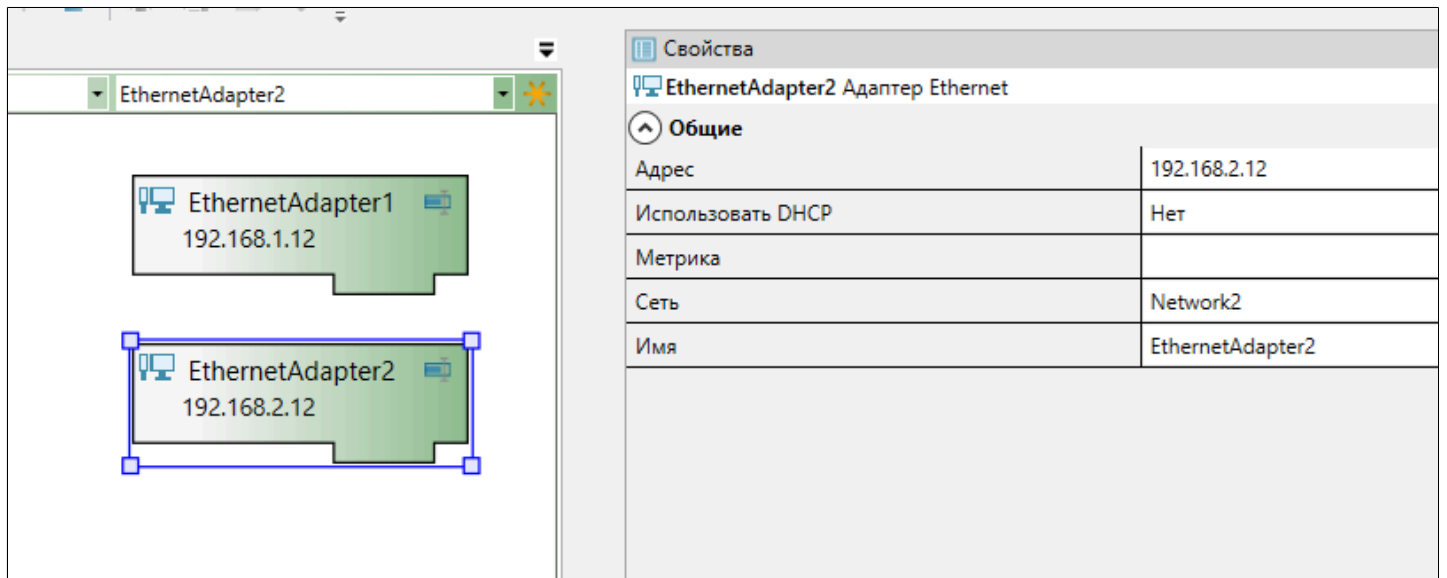 EthernetAdapter2
EthernetAdapter1
192.168.1.12
EthernetAdapter2
192.168.2.12
Свойства
EthernetAdapter2 Адаптер Ethernet
Общие
Адрес 192.168.2.12
Использовать DHCP Нет
Метрика
Сеть Network2
Имя EthernetAdapter2